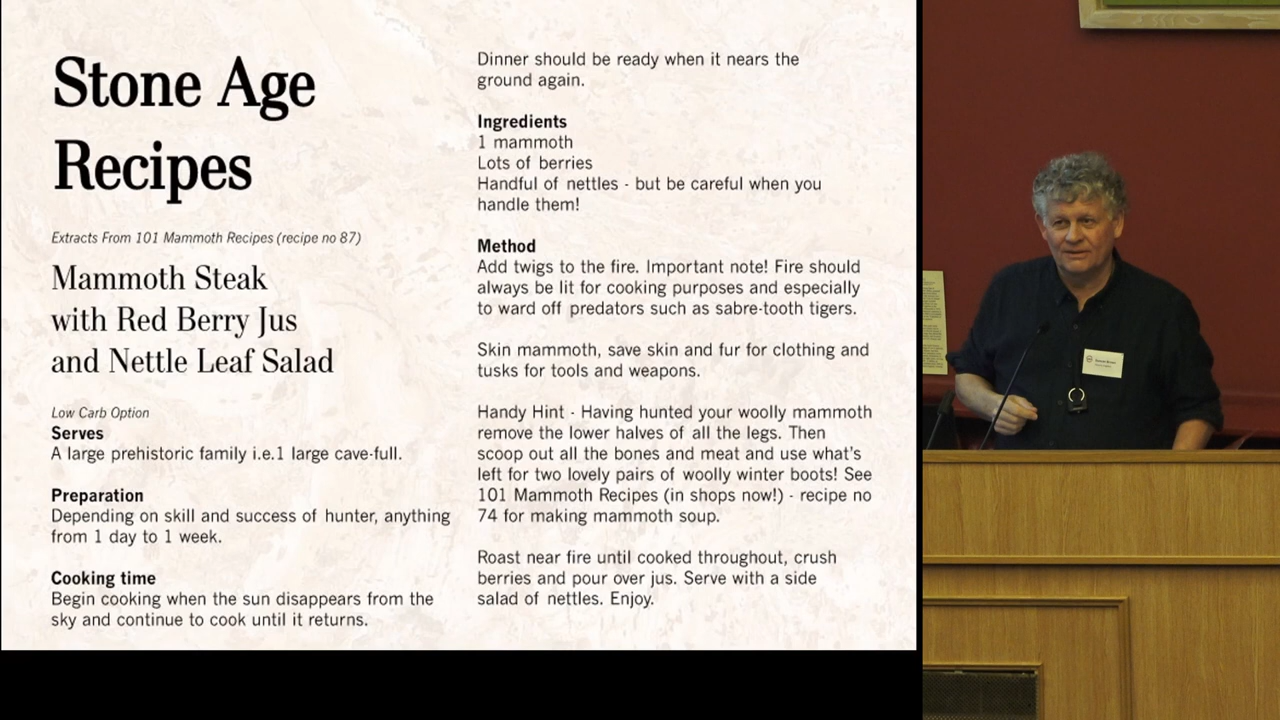 Stone Age
Recipes
Extracts From 101 Mammoth Recipes (recipe no 87)
Mammoth Steak
with Red Berry Jus
and Nettle Leaf Salad
Low Carb Option
Serves
A large prehistoric family i.e.1 large cave-full.
Preparation
Depending on skill and success of hunter, anything
from 1 day to 1 week.
Cooking time
Begin cooking when the sun disappears from the
sky and continue to cook until it returns.
Dinner should be ready when it nears the
ground again.
Ingredients
1 mammoth
Lots of berries
Handful of nettles - but be careful when you
handle them!
Method
Add twigs to the fire. Important note! Fire should
always be lit for cooking purposes and especially
to ward off predators such as sabre-tooth tigers.
Skin mammoth, save skin and fur for clothing and
tusks for tools and weapons.
Handy Hint - Having hunted your woolly mammoth
remove the lower halves of all the legs. Then
scoop out all the bones and meat and use what's
left for two lovely pairs of woolly winter boots! See
101 Mammoth Recipes (in shops now!) - recipe no
74 for making mammoth soup.
Roast near fire until cooked throughout, crush
berries and pour over jus. Serve with a side
salad of nettles. Enjoy.